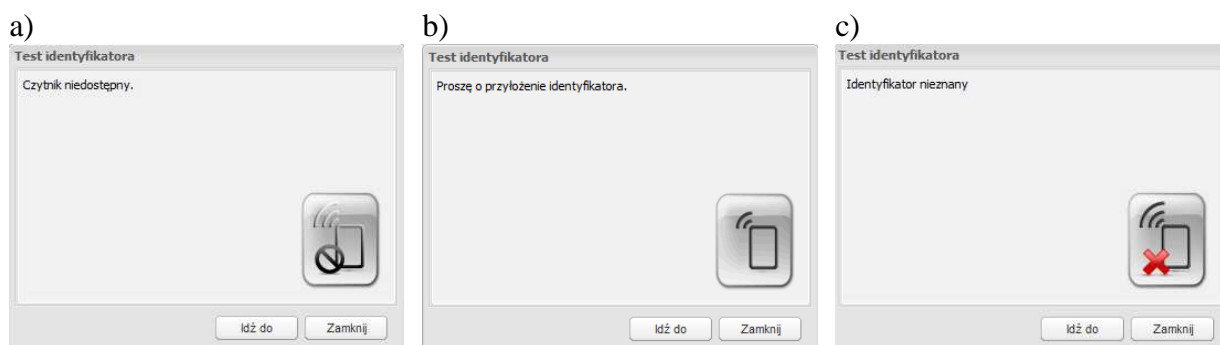 a)
Test identyfikatora
Czytnik niedostępny.
Idź do
Zamknij
b)
Test identyfikatora
Proszę o przyłożenie identyfikatora.
Idź do
Zamknij
c)
Test identyfikatora
Identyfikator nieznany
Idź do
Zamknij